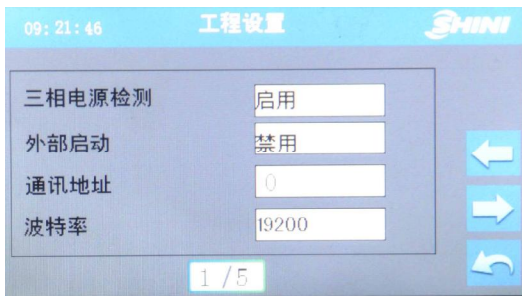 09:21:46 工程设置 SHINI
三相电源检测 启用
外部启动 禁用
通讯地址 0
波特率 19200
1/5